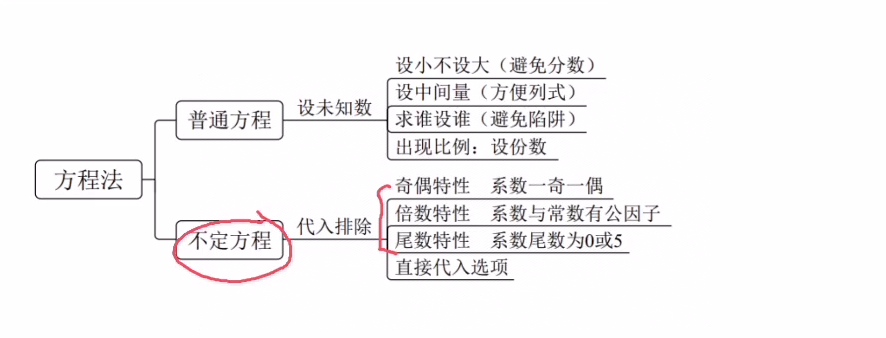 设小不设大（避免分数）
设中间量（方便列式）
普通方程 设未知数
求谁设谁（避免陷阱）
出现比例：设份数
方程法
奇偶特性 系数一奇一偶
倍数特性 系数与常数有公因子
不定方程 代入排除
尾数特性 系数尾数为0或5
直接代入选项